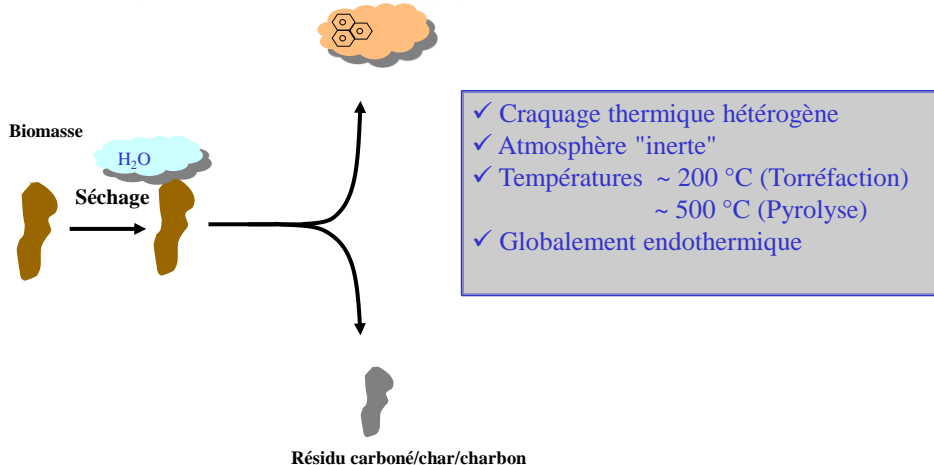 Biomasse
H₂O
Séchage
✓ Craquage thermique hétérogène
✓ Atmosphère "inerte"
✓ Températures ~ 200 °C (Torréfaction)
~ 500 °C (Pyrolyse)
✓ Globalement endothermique
Résidu carboné/char/charbon